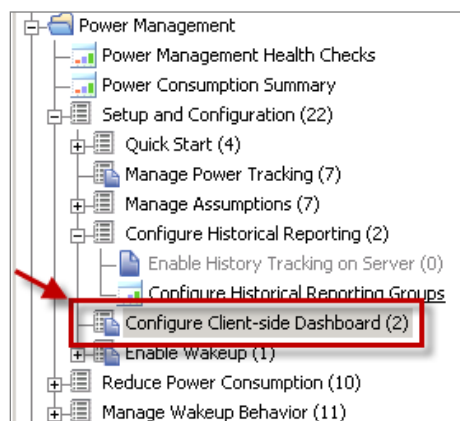 Power Management
Power Management Health Checks
Power Consumption Summary
Setup and Configuration (22)
Quick Start (4)
Manage Power Tracking (7)
Manage Assumptions (7)
Configure Historical Reporting (2)
Enable History Tracking on Server (0)
Configure Historical Reporting Groups
Configure Client-side Dashboard (2)
Enable Wakeup (1)
Reduce Power Consumption (10)
Manage Wakeup Behavior (11)